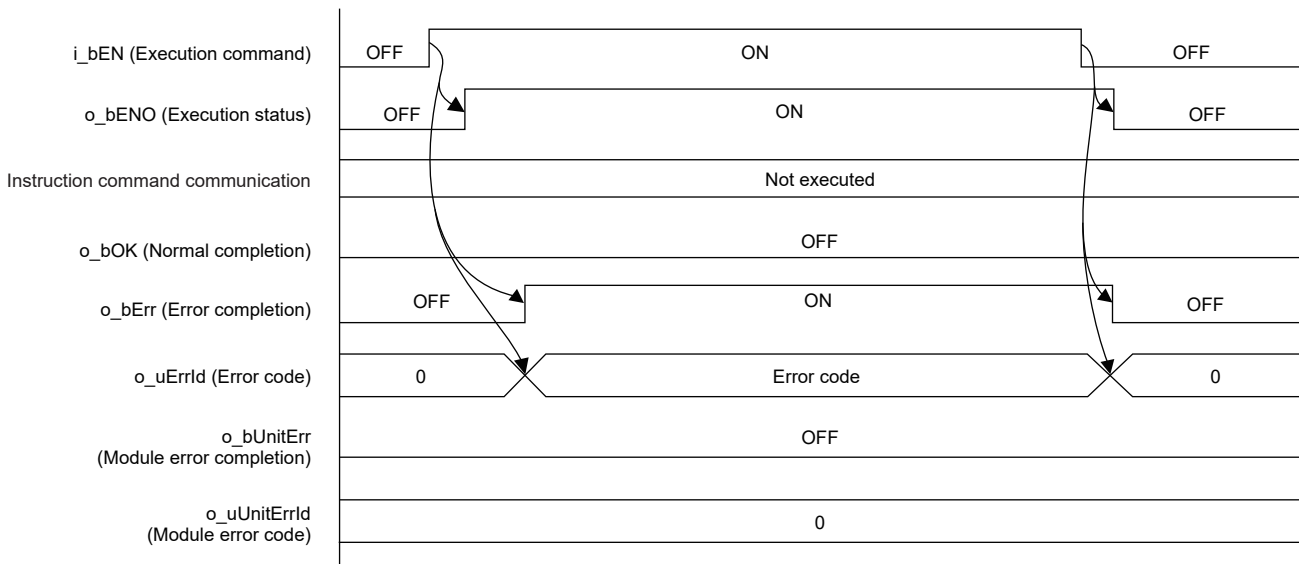 i_bEN (Execution command)
OFF
ON
OFF
o_bENO (Execution status)
OFF
ON
OFF
Instruction command communication
Not executed
o_bOK (Normal completion)
OFF
o_bErr (Error completion)
OFF
ON
OFF
o_uErrId (Error code)
0
Error code
0
o_bUnitErr
(Module error completion)
OFF
o_uUnitErrId
(Module error code)
0